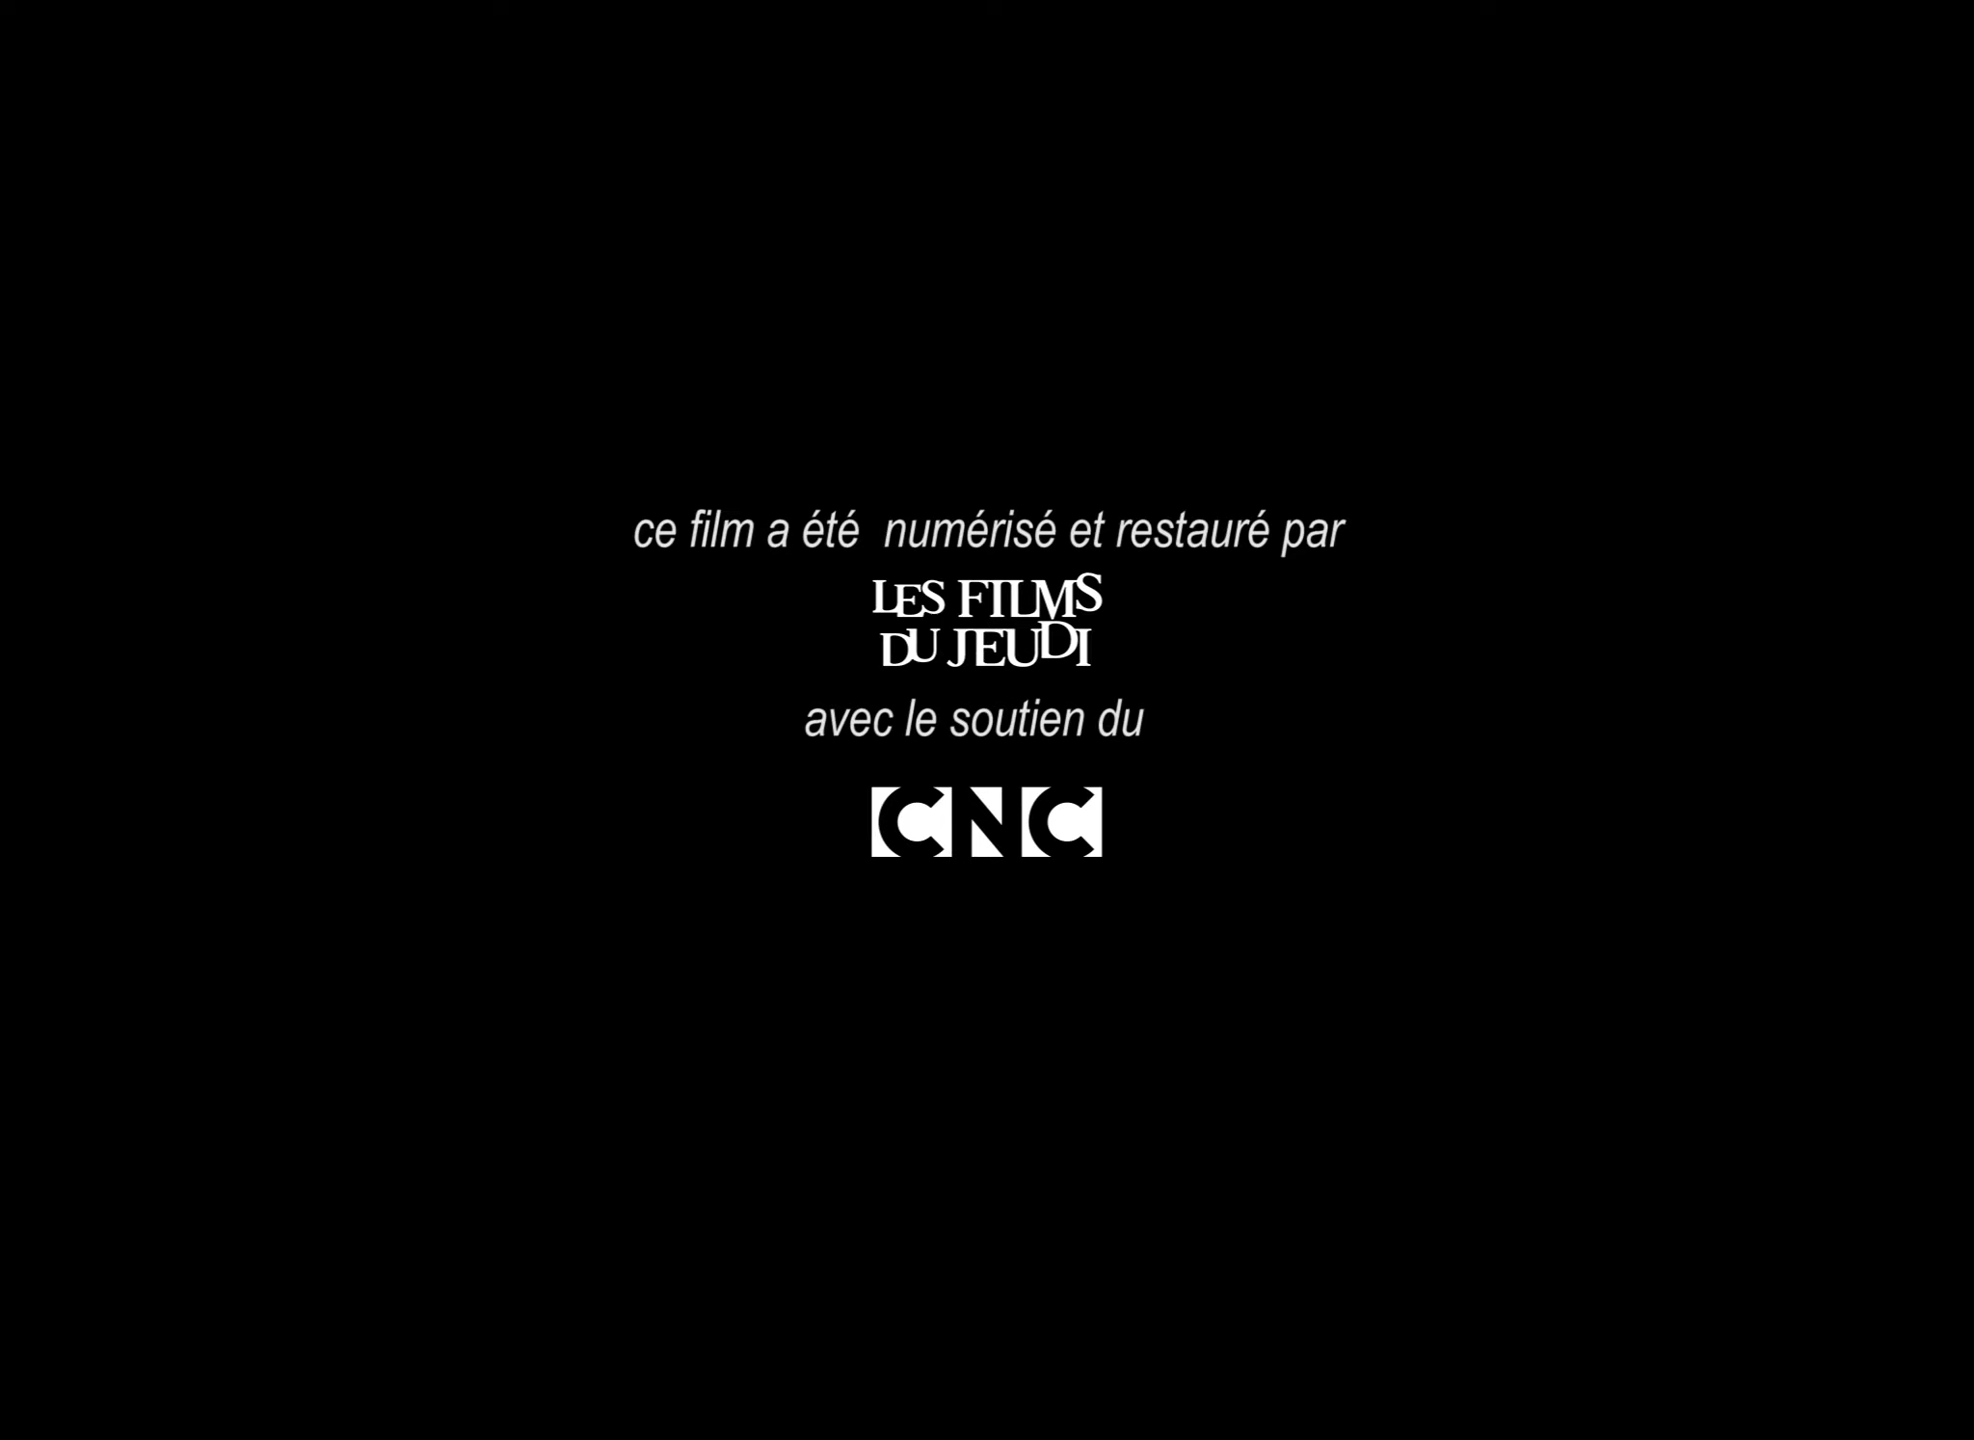 ce film a été  numérisé et restauré par
LES FILMS
DU JEUDI
avec le soutien du
CNC